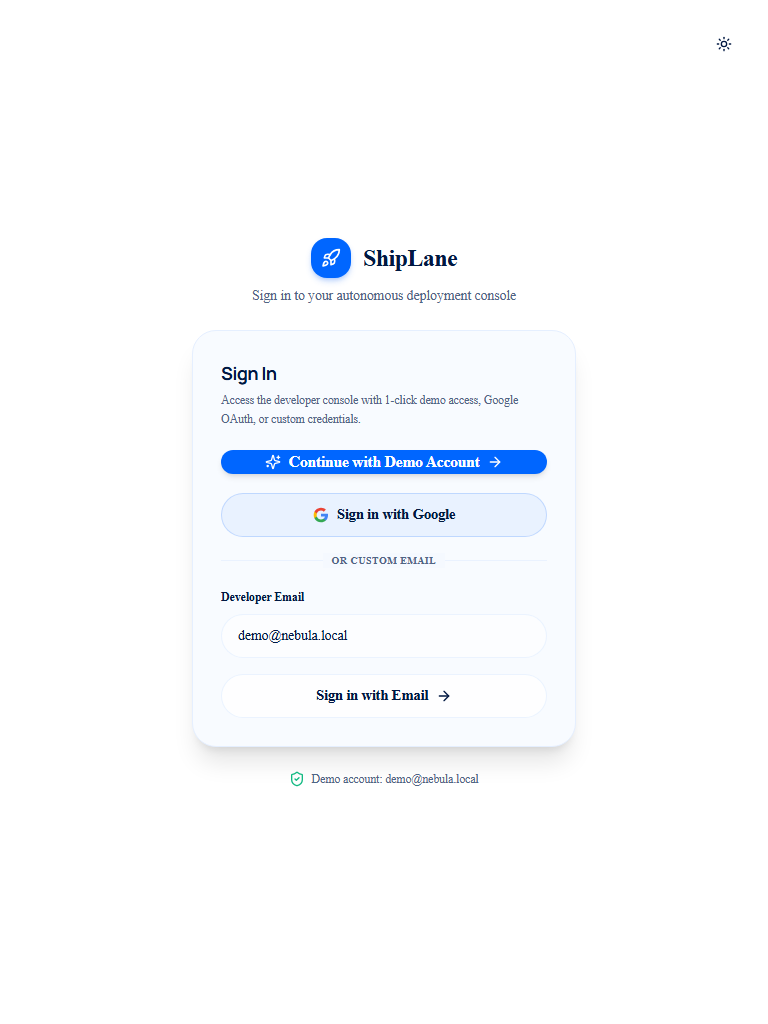 ShipLane
Sign in to your autonomous deployment console
Sign In
Access the developer console with 1-click demo access, Google
OAuth, or custom credentials.
Continue with Demo Account
Sign in with Google
OR CUSTOM EMAIL
Developer Email
demo@nebula.local
Sign in with Email
Demo account: demo@nebula.local